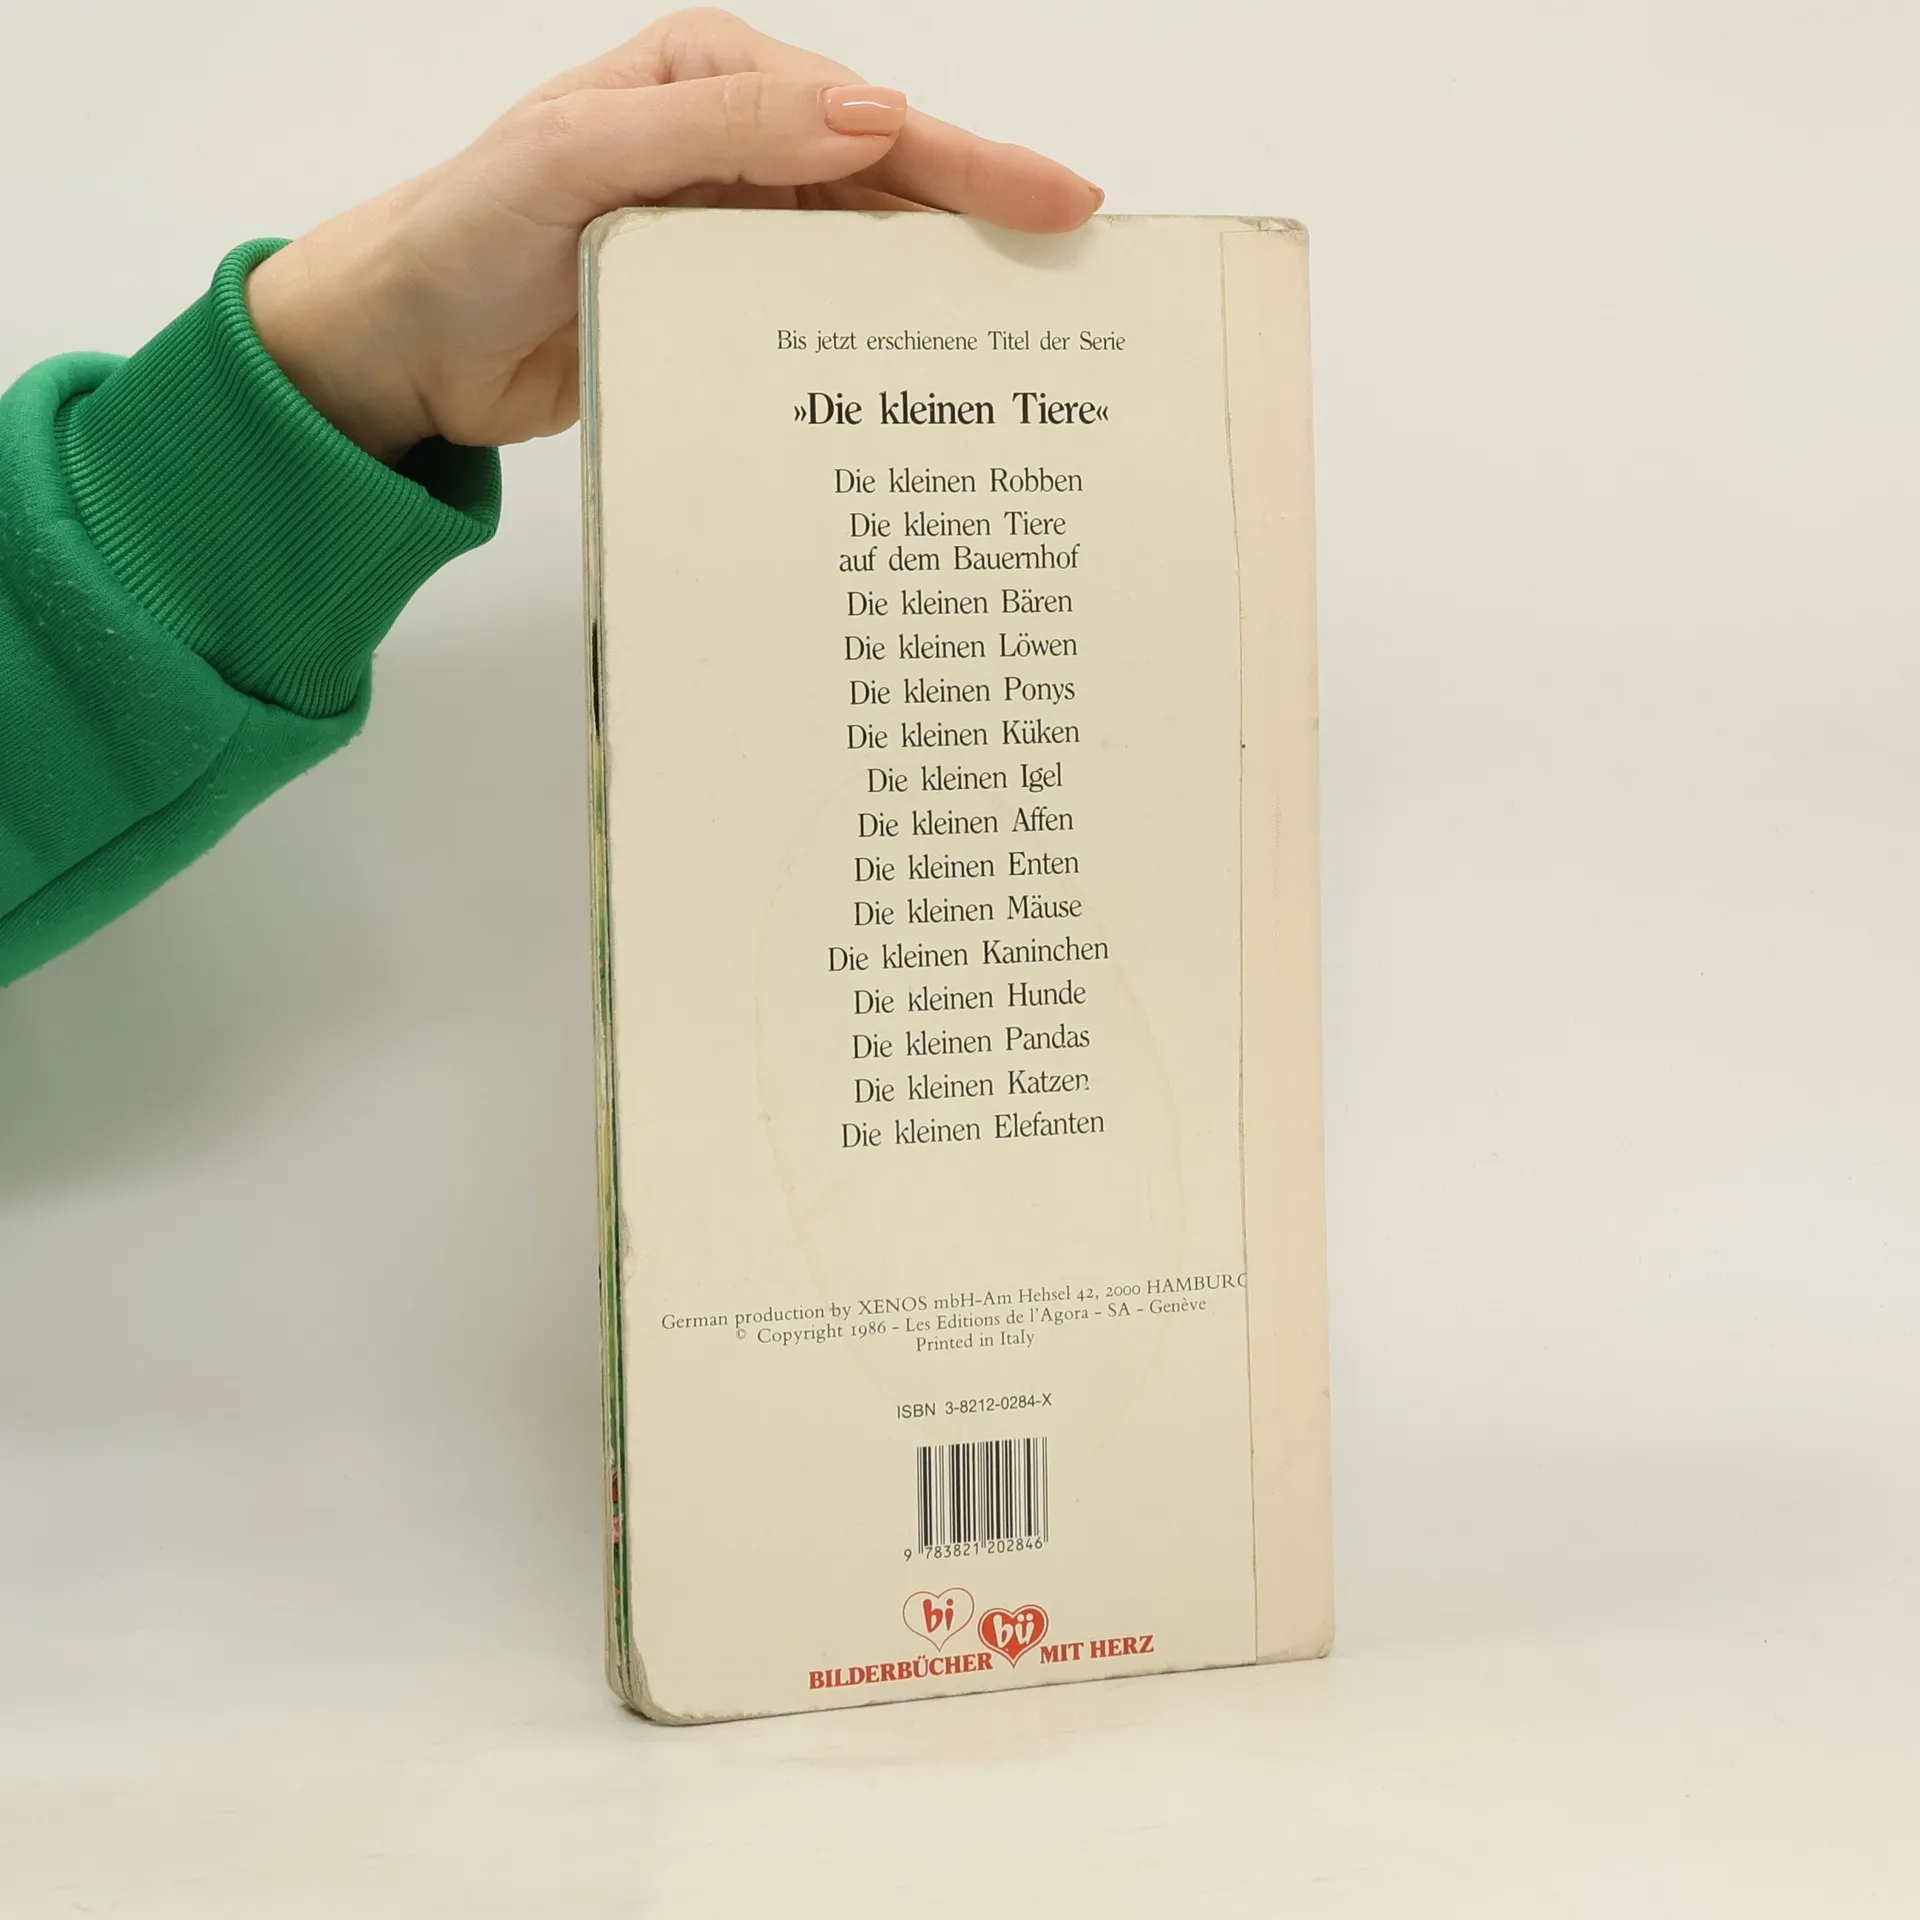 Bis jetzt erschienene Titel der Serie
»Die kleinen Tiere«
Die kleinen Robben
Die kleinen Tiere
auf dem Bauernhof
Die kleinen Bären
Die kleinen Löwen
Die kleinen Ponys
Die kleinen Küken
Die kleinen Igel
Die kleinen Affen
Die kleinen Enten
Die kleinen Mäuse
Die kleinen Kaninchen
Die kleinen Hunde
Die kleinen Pandas
Die kleinen Katzen
Die kleinen Elefanten
German production by XENOS mbH-Am Hehsel 42, 2000 HAMBURG
© Copyright 1986 - Les Editions de l'Agora - SA - Genève
Printed in Italy
ISBN 3-8212-0284-X
9 783821 202846
bi bü
BILDERBÜCHER MIT HERZ